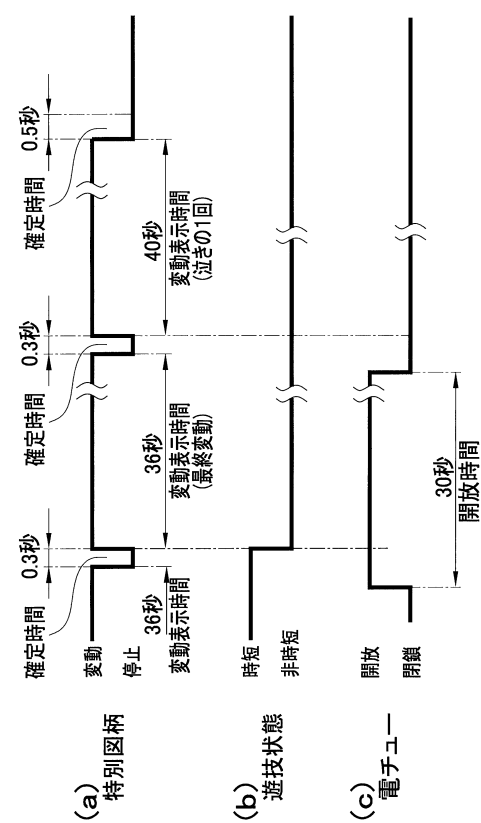 (a)
特別図柄
変動
停止
確定時間
0.3秒
36秒
変動表示時間
36秒
変動表示時間
(最終変動)
確定時間
0.3秒
40秒
変動表示時間
(泣きの1回)
確定時間
0.5秒
(b)
遊技状態
時短
非時短
(c)
電チュー
開放
閉鎖
30秒
開放時間